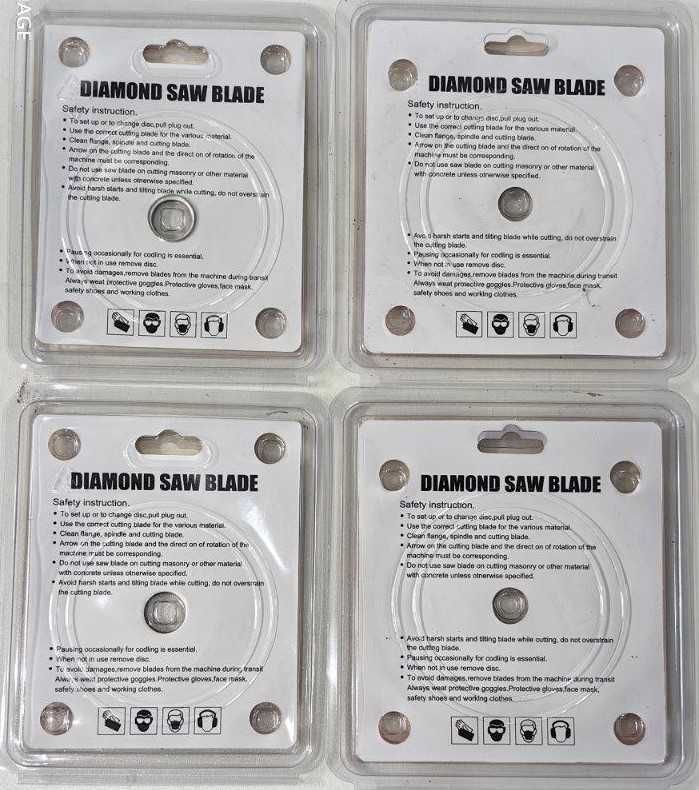 AGE
DIAMOND SAW BLADE
Safety instruction.
• To set up or to change disc,pull plug out.
• Use the correct cutting blade for the various material.
• Clean flange, spindle and cutting blade.
• Arrow on the cutting blade and the direct on of rotation of the
machine must be corresponding.
• Do not use saw blade on cutting masonry or other material
with concrete unless otnerwise specified.
• Avoid harsh starts and tilting blade while cutting, do not overstrain
the cutting blade.
• Pausing occasionally for codling is essential.
• When not in use remove disc.
• To avoid damages,remove blades from the machine during transit
Always weat protective goggles.Protective gloves,face mask,
safety shoes and working clothes.
DIAMOND SAW BLADE
Safety instruction.
• To set up or to change disc,pull plug out.
• Use the correct cutting blade for the various material.
• Clean flange, spindle and cutting blade.
• Arrow on the cutting blade and the direct on of rotation of the
machine must be corresponding.
• Do not use saw blade on cutting masonry or other material
with concrete unless otnerwise specified.
• Avoid harsh starts and tilting blade while cutting, do not overstrain
the cutting blade.
• Pausing occasionally for codling is essential.
• When not in use remove disc.
• To avoid damages,remove blades from the machine during transit
Always weat protective goggles.Protective gloves,face mask,
safety shoes and working clothes.
DIAMOND SAW BLADE
Safety instruction.
• To set up or to change disc,pull plug out.
• Use the correct cutting blade for the various material.
• Clean flange, spindle and cutting blade.
• Arrow on the cutting blade and the direct on of rotation of the
machine must be corresponding.
• Do not use saw blade on cutting masonry or other material
with concrete unless otnerwise specified.
• Avoid harsh starts and tilting blade while cutting, do not overstrain
the cutting blade.
• Pausing occasionally for codling is essential.
• When not in use remove disc.
• To avoid damages,remove blades from the machine during transit
Always weat protective goggles.Protective gloves,face mask,
safety shoes and working clothes.
DIAMOND SAW BLADE
Safety instruction.
• To set up or to change disc,pull plug out.
• Use the correct cutting blade for the various material.
• Clean flange, spindle and cutting blade.
• Arrow on the cutting blade and the direct on of rotation of the
machine must be corresponding.
• Do not use saw blade on cutting masonry or other material
with concrete unless otnerwise specified.
• Avoid harsh starts and tilting blade while cutting, do not overstrain
the cutting blade.
• Pausing occasionally for codling is essential.
• When not in use remove disc.
• To avoid damages,remove blades from the machine during transit
Always weat protective goggles.Protective gloves,face mask,
safety shoes and working clothes.